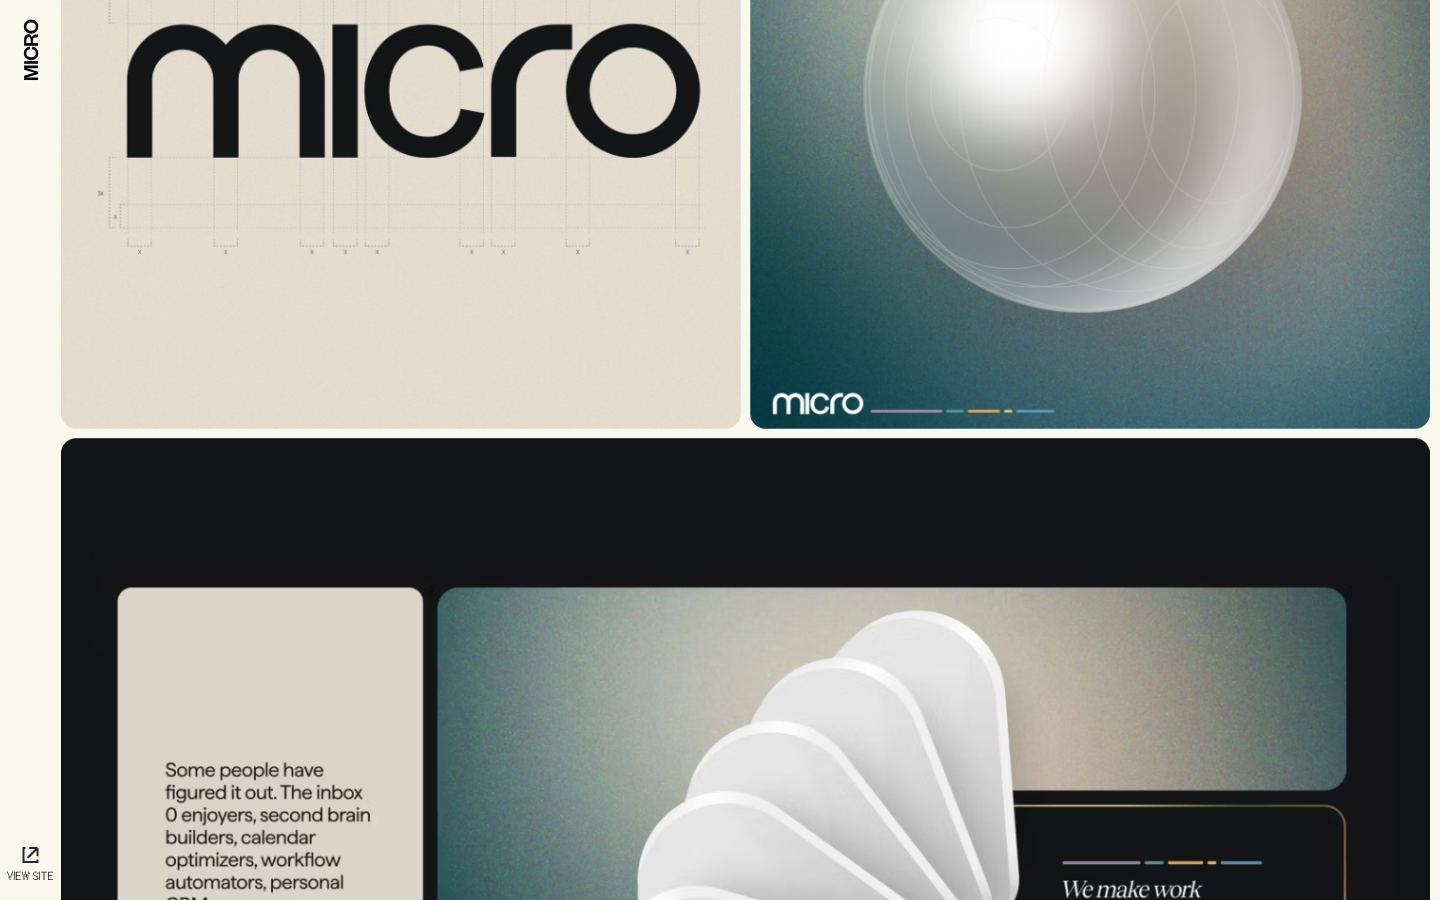 MICRO
micro
3X
x
x
x
x
x
x
x
x
x
x
micro
Some people have
figured it out. The inbox
0 enjoyers, second brain
builders, calendar
optimizers, workflow
automators, personal
We make work
VIEW SITE